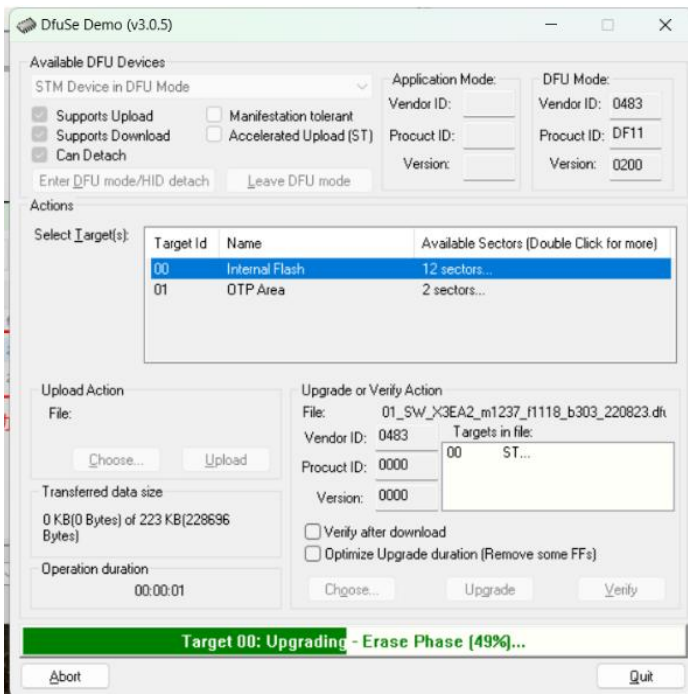 DfuSe Demo (v3.0.5)
Available DFU Devices
STM Device in DFU Mode
Supports Upload
Manifestation tolerant
Supports Download
Accelerated Upload (ST)
Can Detach
Enter DFU mode/HID detach
Leave DFU mode
Application Mode:
Vendor ID:
Procuct ID:
Version:
DFU Mode:
Vendor ID: 0483
Procuct ID: DF11
Version: 0200
Actions
Select Target(s):
Target Id Name Available Sectors (Double Click for more)
00 Internal Flash 12 sectors...
01 OTP Area 2 sectors...
Upload Action
File:
Choose... Upload
Transferred data size
0 KB(0 Bytes) of 223 KB(228696
Bytes)
Operation duration
00:00:01
Upgrade or Verify Action
File: 01_SW_X3EA2_m1237_f1118_b303_220823.dfu
Vendor ID: 0483
Procuct ID: 0000
Version: 0000
Targets in file:
00 ST...
Verify after download
Optimize Upgrade duration (Remove some FFs)
Choose... Upgrade Verify
Target 00: Upgrading - Erase Phase (49%)...
Abort Quit